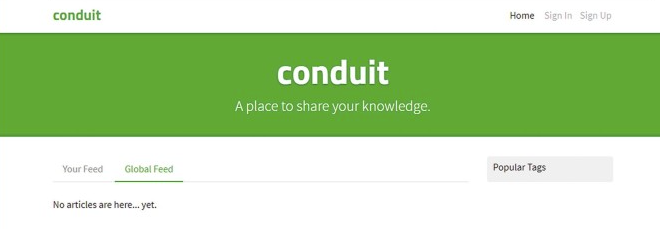 conduit
Home Sign In Sign Up
conduit
A place to share your knowledge.
Your Feed Global Feed
Popular Tags
No articles are here... yet.